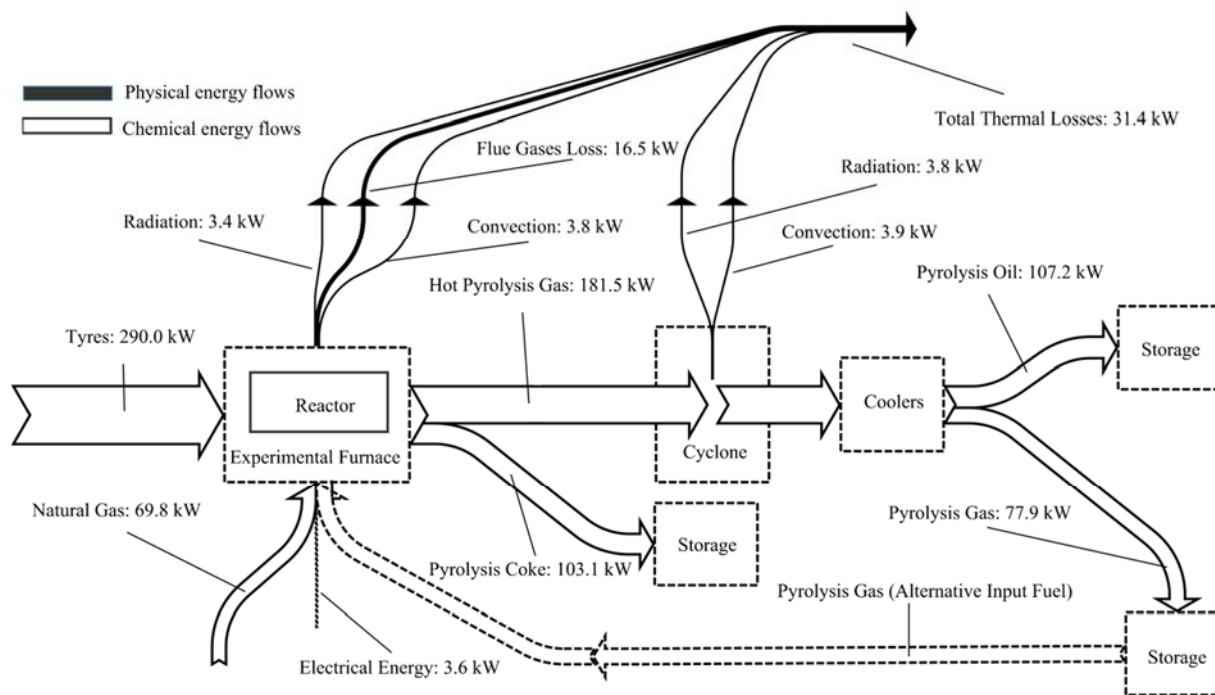 Physical energy flows
Chemical energy flows
Total Thermal Losses: 31.4 kW
Flue Gases Loss: 16.5 kW
Radiation: 3.8 kW
Radiation: 3.4 kW
Convection: 3.8 kW
Convection: 3.9 kW
Hot Pyrolysis Gas: 181.5 kW
Pyrolysis Oil: 107.2 kW
Tyres: 290.0 kW
Storage
Reactor
Coolers
Experimental Furnace
Cyclone
Natural Gas: 69.8 kW
Pyrolysis Gas: 77.9 kW
Storage
Pyrolysis Coke: 103.1 kW
Pyrolysis Gas (Alternative Input Fuel)
Electrical Energy: 3.6 kW
Storage